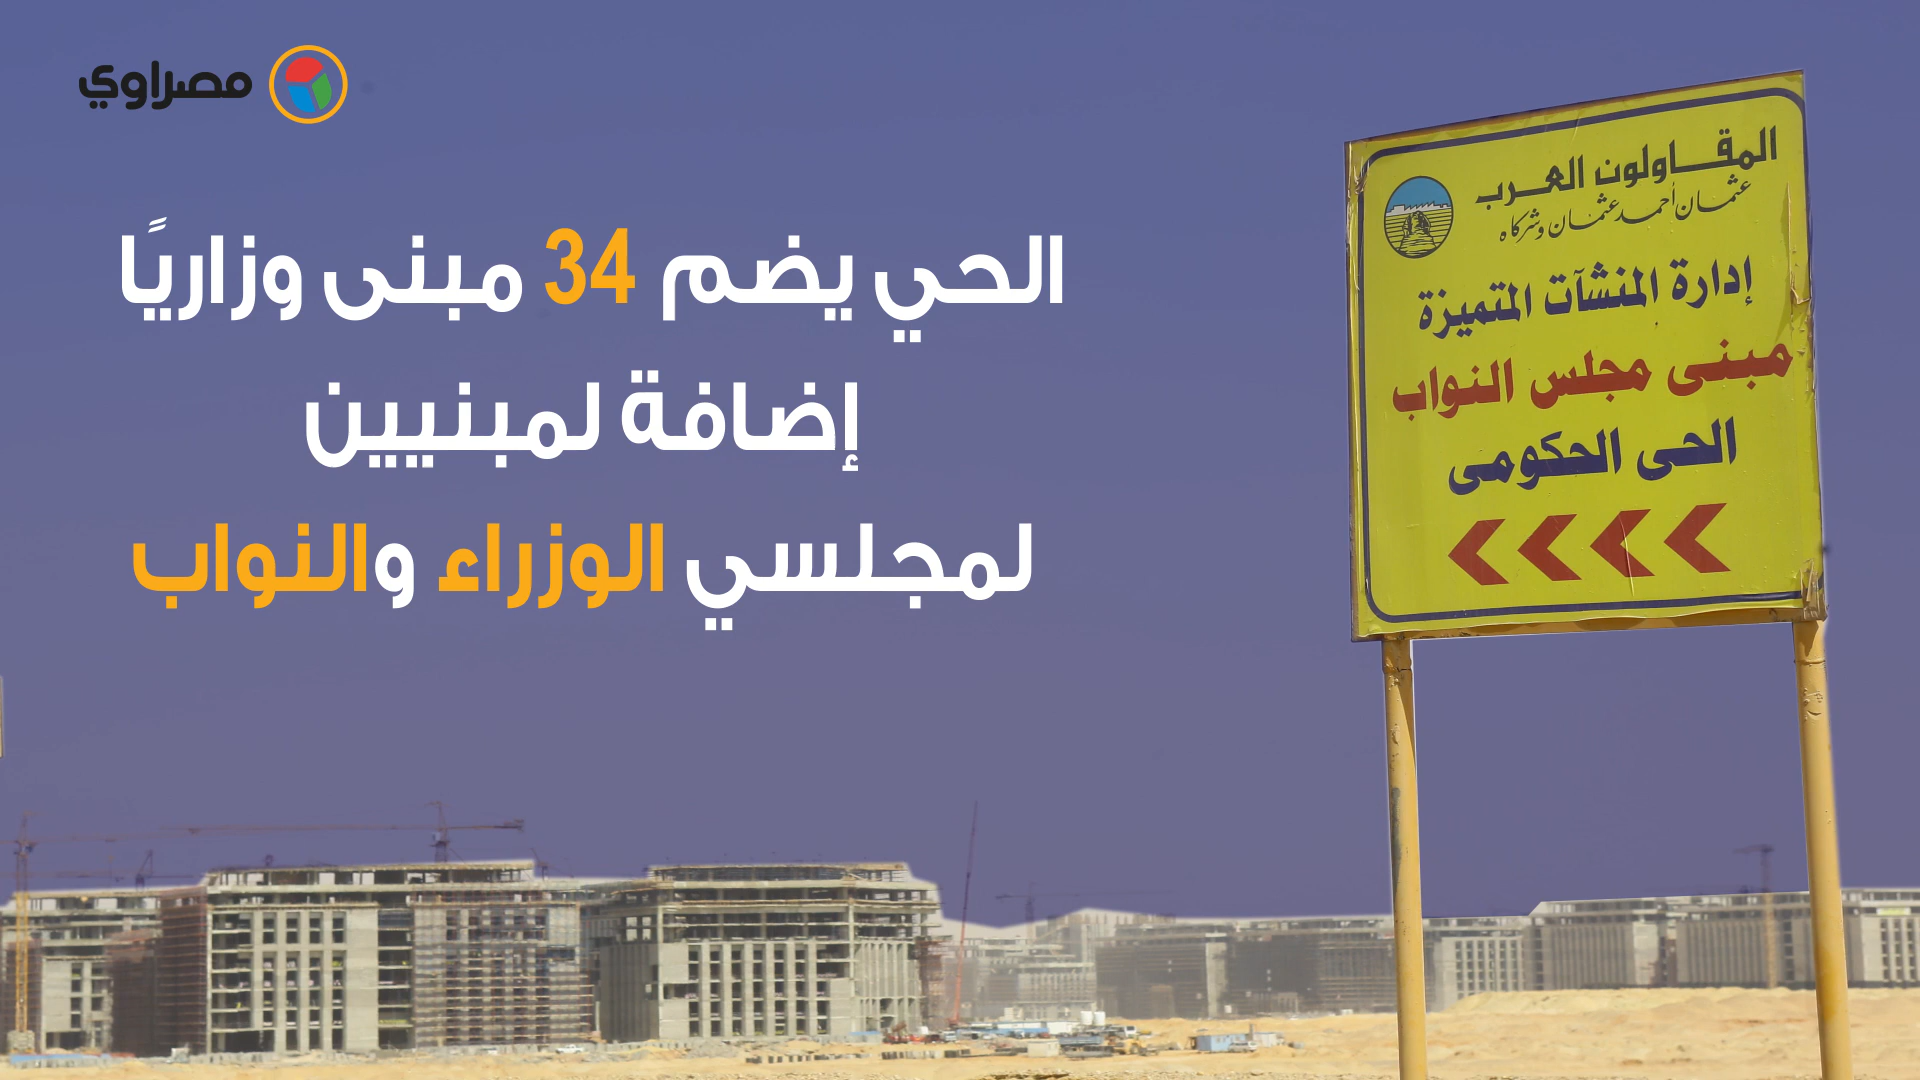 مصراوي
الحي يضم 34 مبنى وزاريًا
إضافة لمبنيين
لمجلسي الوزراء والنواب
المقاولون العرب
عثمان أحمد عثمان وشركاه
إدارة المنشآت المتميزة
مبنى مجلس النواب
الحى الحكومى